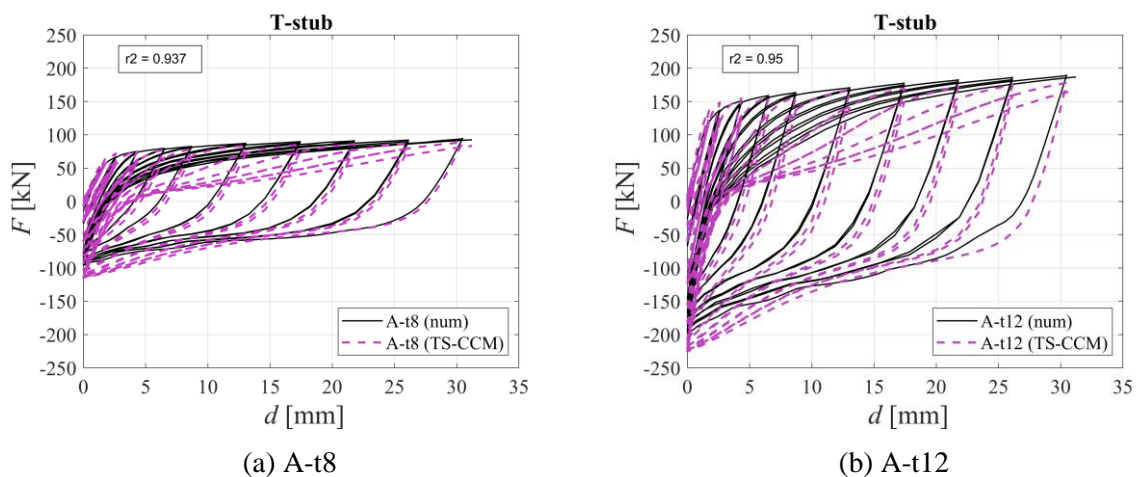 T-stub
r2 = 0.937
250
200
150
100
50
0
-50
-100
-150
-200
-250
F [kN]
A-t8 (num)
A-t8 (TS-CCM)
0 5 10 15 20 25 30 35
d [mm]
(a) A-t8
T-stub
r2 = 0.95
250
200
150
100
50
0
-50
-100
-150
-200
-250
F [kN]
A-t12 (num)
A-t12 (TS-CCM)
0 5 10 15 20 25 30 35
d [mm]
(b) A-t12